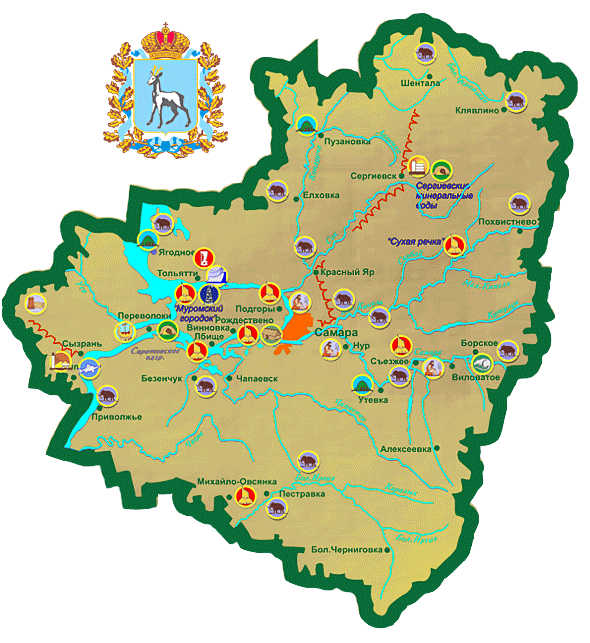 Шентала
Клявлино
Пузановка
Сергиевск
Сергиевские
минеральные
воды
Елховка
Похвистнево
"Сухая речка"
Ягодное
Тольятти
Красный Яр
"Муромский
городок"
Подгоры
Переволоки
Рождествено
Винновка
Лбище
Самара
Сызрань
Саратовское
вдхр.
Нур
Съезжее
Борское
Виловатое
Безенчук
Чапаевск
Утевка
Приволжье
Алексеевка
Михайло-Овсянка
Пестравка
Бол.Черниговка